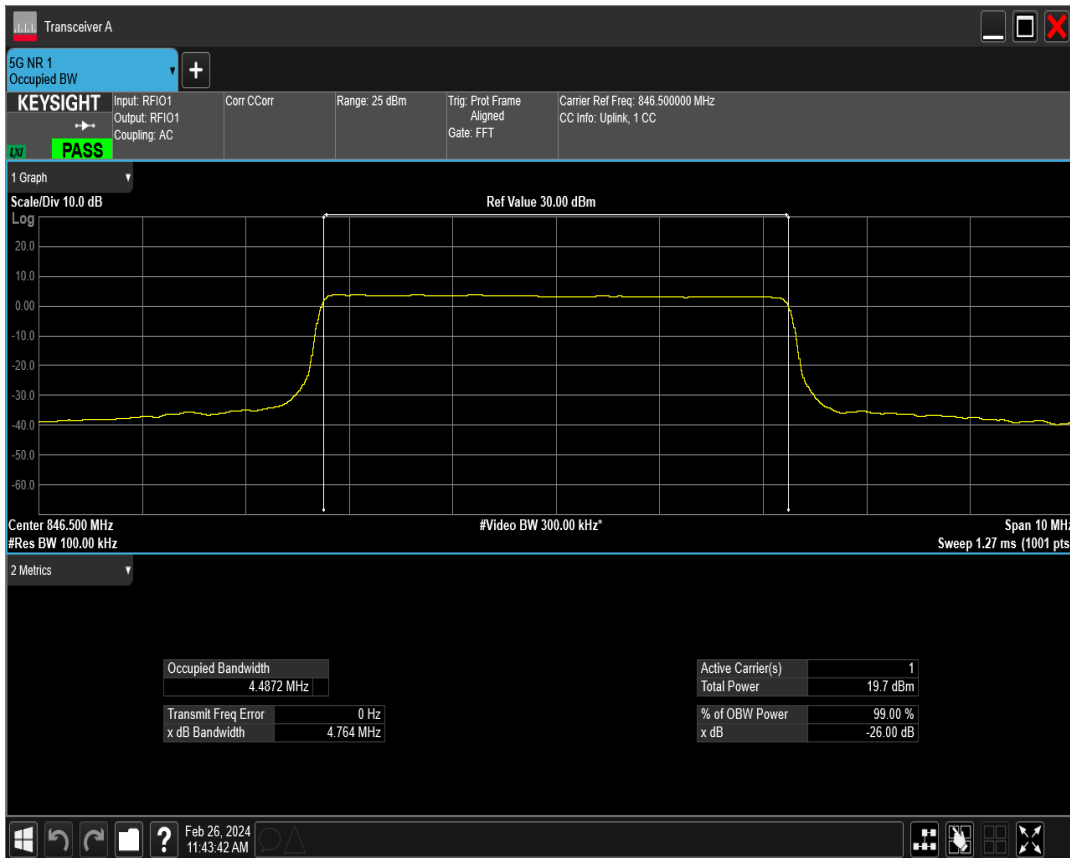 Transceiver A
5G NR 1
Occupied BW
+
KEYSIGHT
LXI
PASS
Input: RFIO1
Output: RFIO1
Coupling: AC
Corr CCorr
Range: 25 dBm
Trig: Prot Frame
Aligned
Gate: FFT
Carrier Ref Freq: 846.500000 MHz
CC Info: Uplink, 1 CC
1 Graph
Scale/Div 10.0 dB
Ref Value 30.00 dBm
Log
20.0
10.0
0.00
-10.0
-20.0
-30.0
-40.0
-50.0
-60.0
Center 846.500 MHz
#Video BW 300.00 kHz*
Span 10 MHz
#Res BW 100.00 kHz
Sweep 1.27 ms (1001 pts
2 Metrics
Occupied Bandwidth
4.4872 MHz
Transmit Freq Error 0 Hz
x dB Bandwidth 4.764 MHz
Active Carrier(s) 1
Total Power 19.7 dBm
% of OBW Power 99.00 %
x dB -26.00 dB
?
Feb 26, 2024
11:43:42 AM